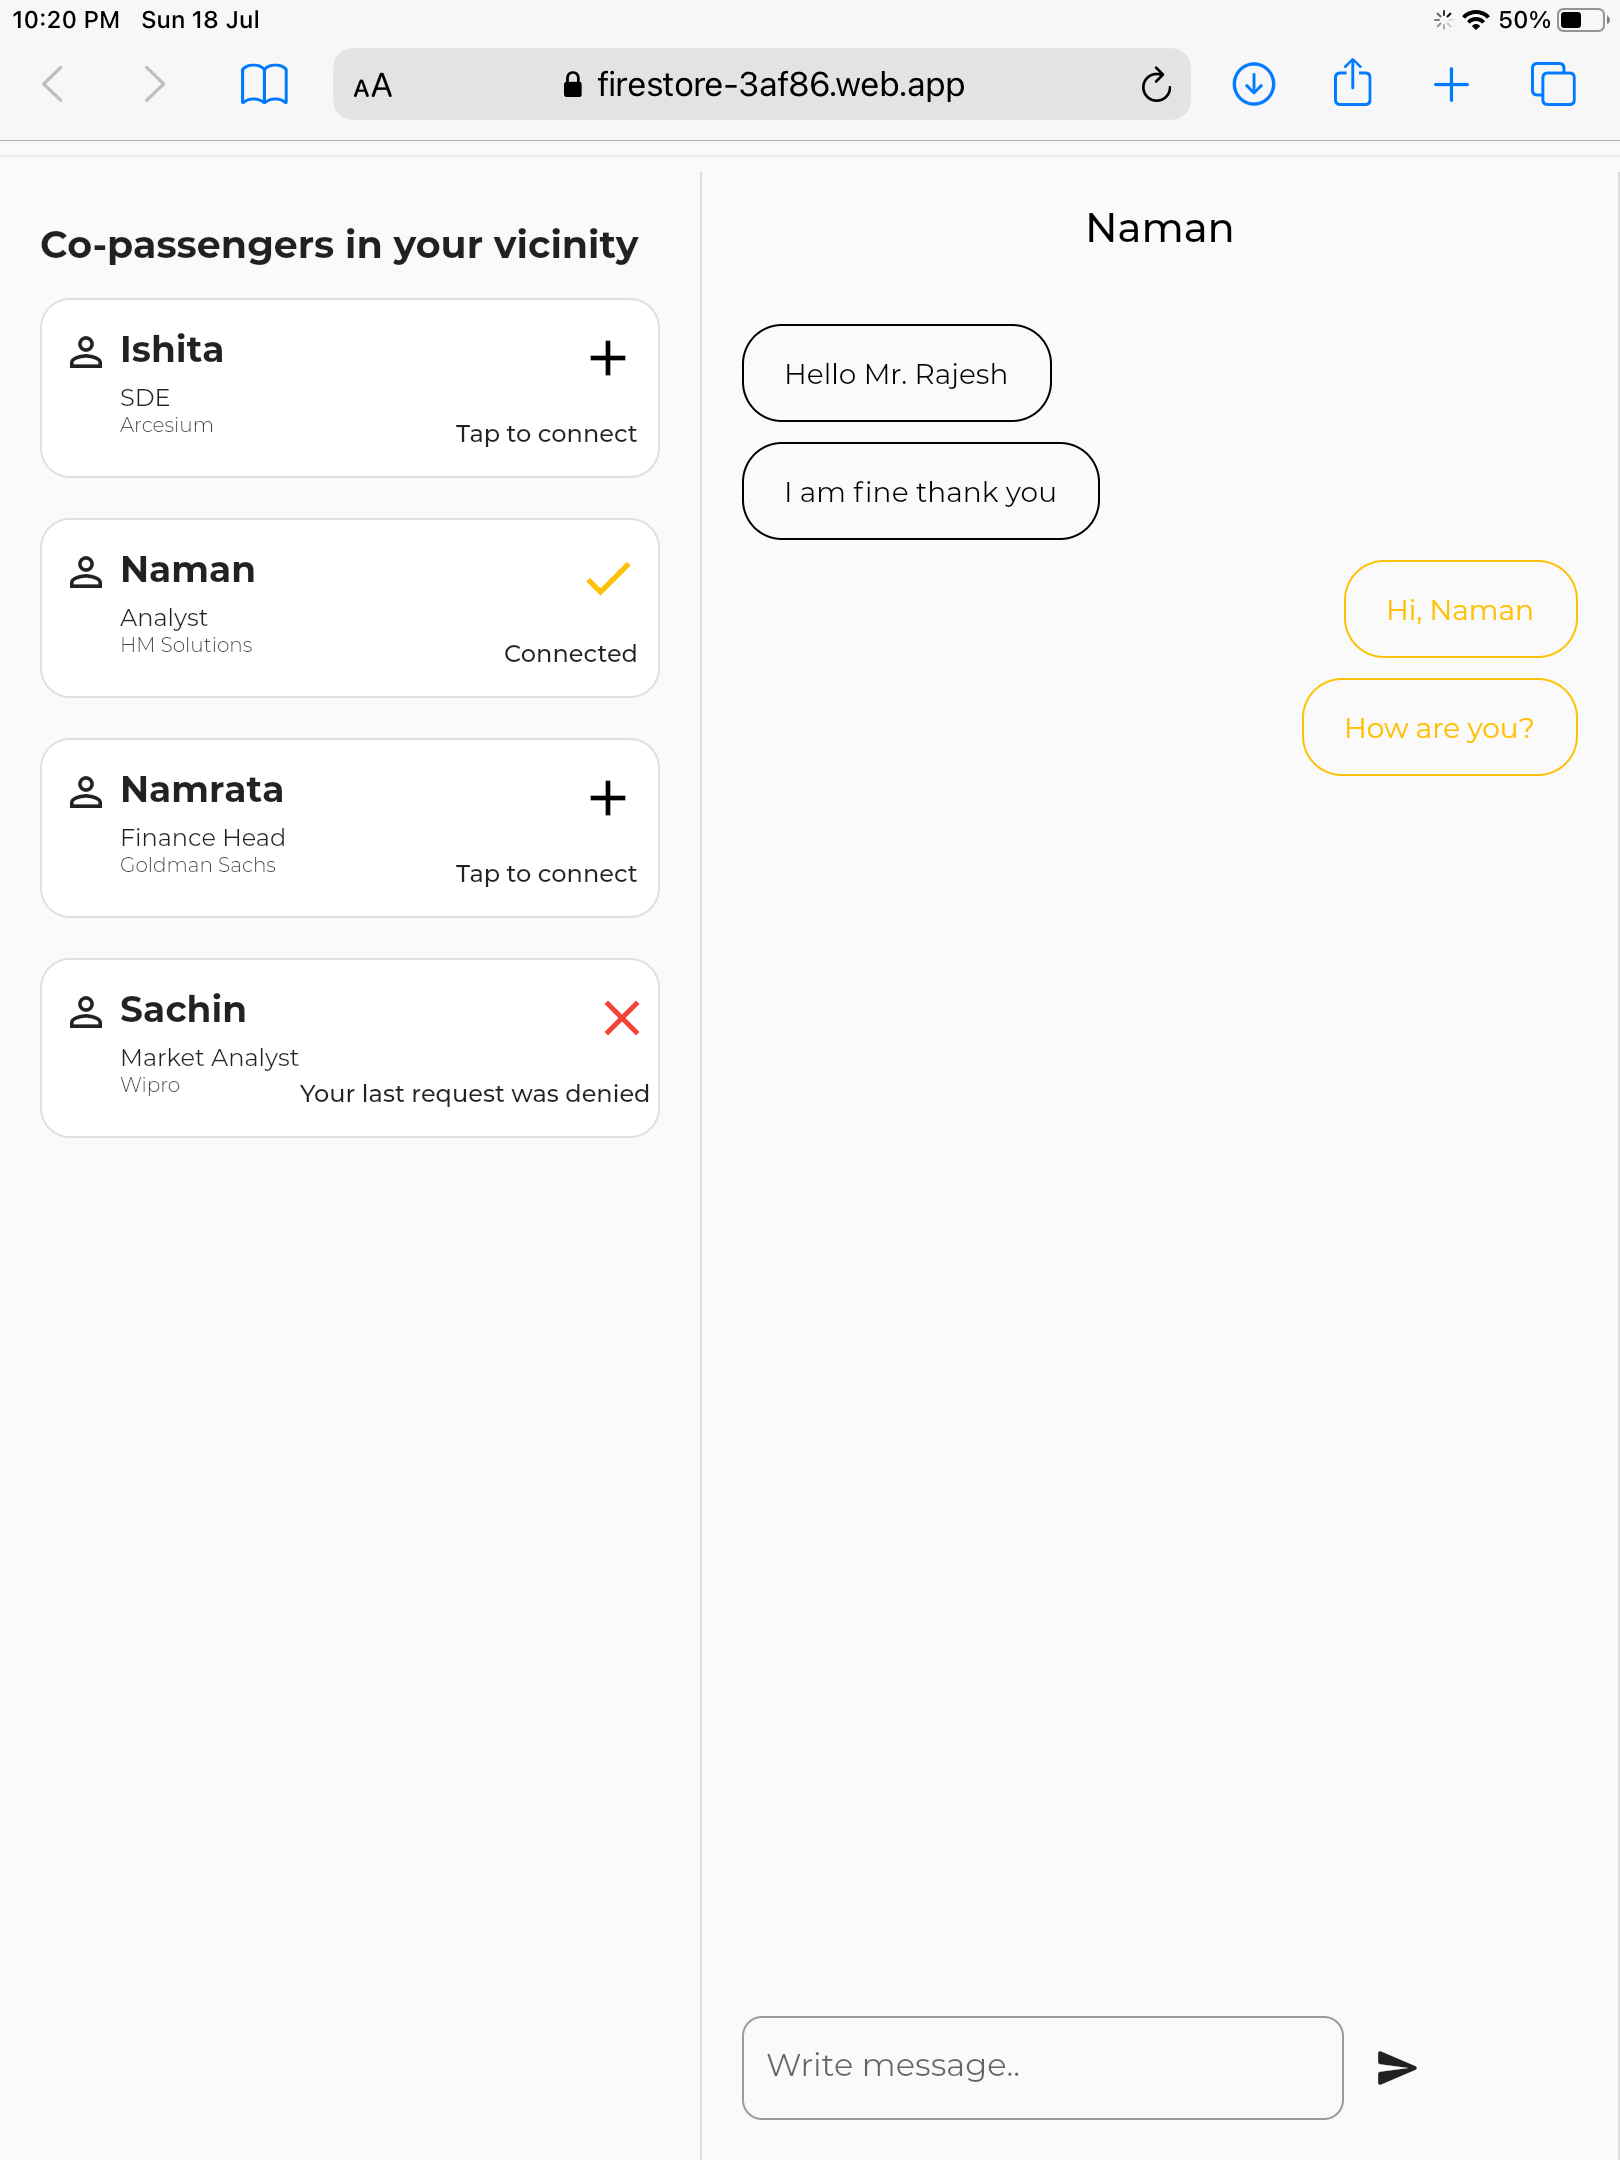 10:20 PM Sun 18 Jul
50%
AA
firestore-3af86.web.app
Co-passengers in your vicinity
Ishita
SDE
Arcesium
Tap to connect
Naman
Analyst
HM Solutions
Connected
Namrata
Finance Head
Goldman Sachs
Tap to connect
Sachin
Market Analyst
Wipro
Your last request was denied
Naman
Hello Mr. Rajesh
I am fine thank you
Hi, Naman
How are you?
Write message..